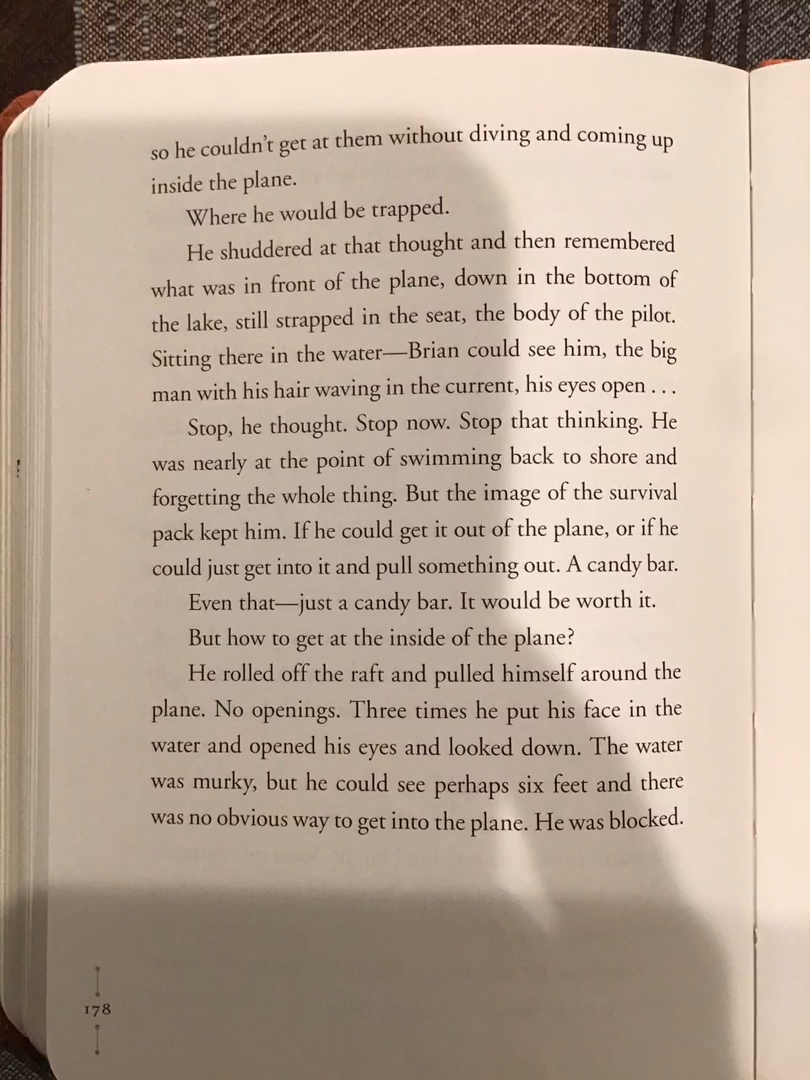 so he couldn't get at them without diving and coming up
inside the plane.
Where he would be trapped.
He shuddered at that thought and then remembered
what was in front of the plane, down in the bottom of
the lake, still strapped in the seat, the body of the pilot.
Sitting there in the water—Brian could see him, the big
man with his hair waving in the current, his eyes open . . .
Stop, he thought. Stop now. Stop that thinking. He
was nearly at the point of swimming back to shore and
forgetting the whole thing. But the image of the survival
pack kept him. If he could get it out of the plane, or if he
could just get into it and pull something out. A candy bar.
Even that—just a candy bar. It would be worth it.
But how to get at the inside of the plane?
He rolled off the raft and pulled himself around the
plane. No openings. Three times he put his face in the
water and opened his eyes and looked down. The water
was murky, but he could see perhaps six feet and there
was no obvious way to get into the plane. He was blocked.
178